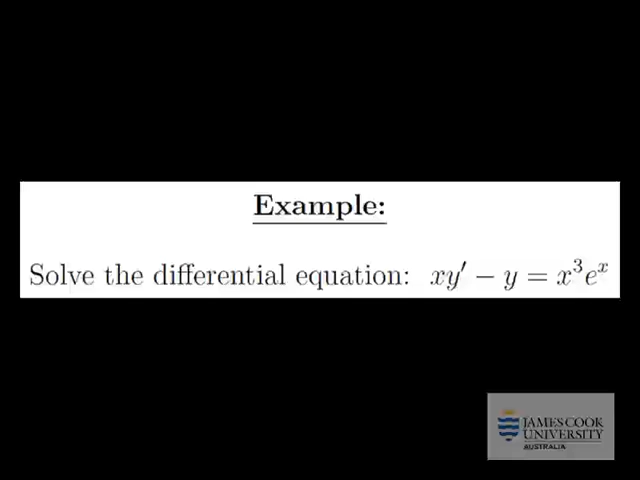 Example:
Solve the differential equation: xy′ − y = x³eˣ
JAMES COOK
UNIVERSITY
AUSTRALIA